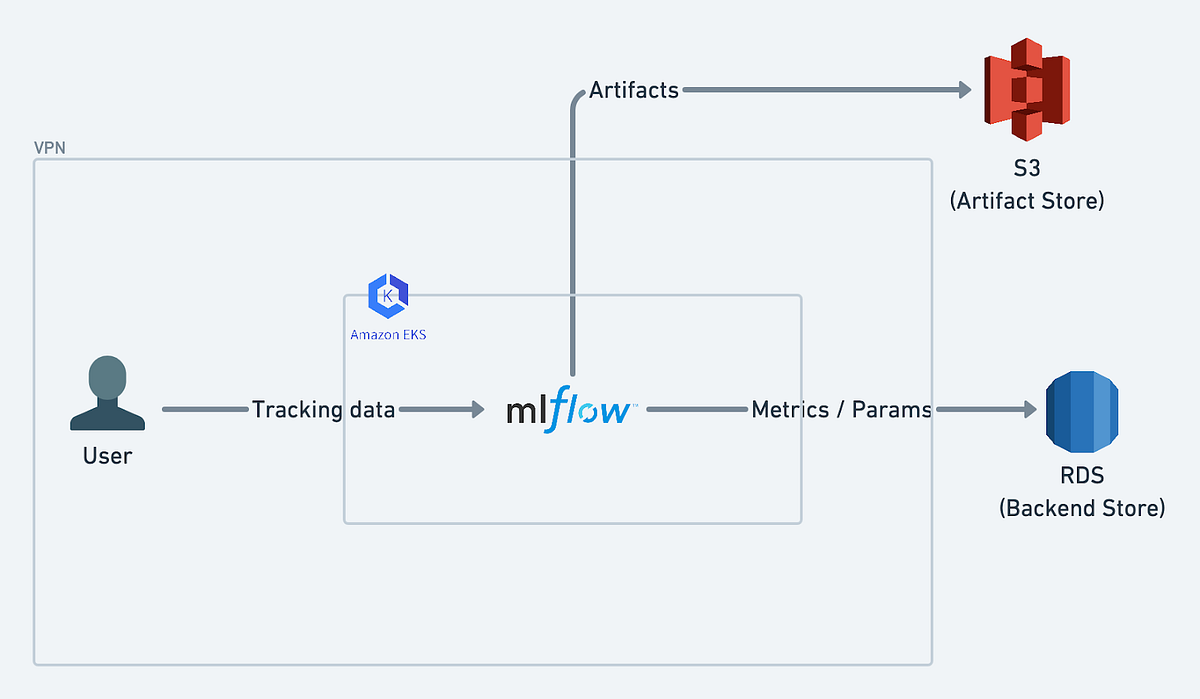 Artifacts
VPN
S3
(Artifact Store)
K
Amazon EKS
Tracking data
mlflow™
Metrics / Params
User
RDS
(Backend Store)